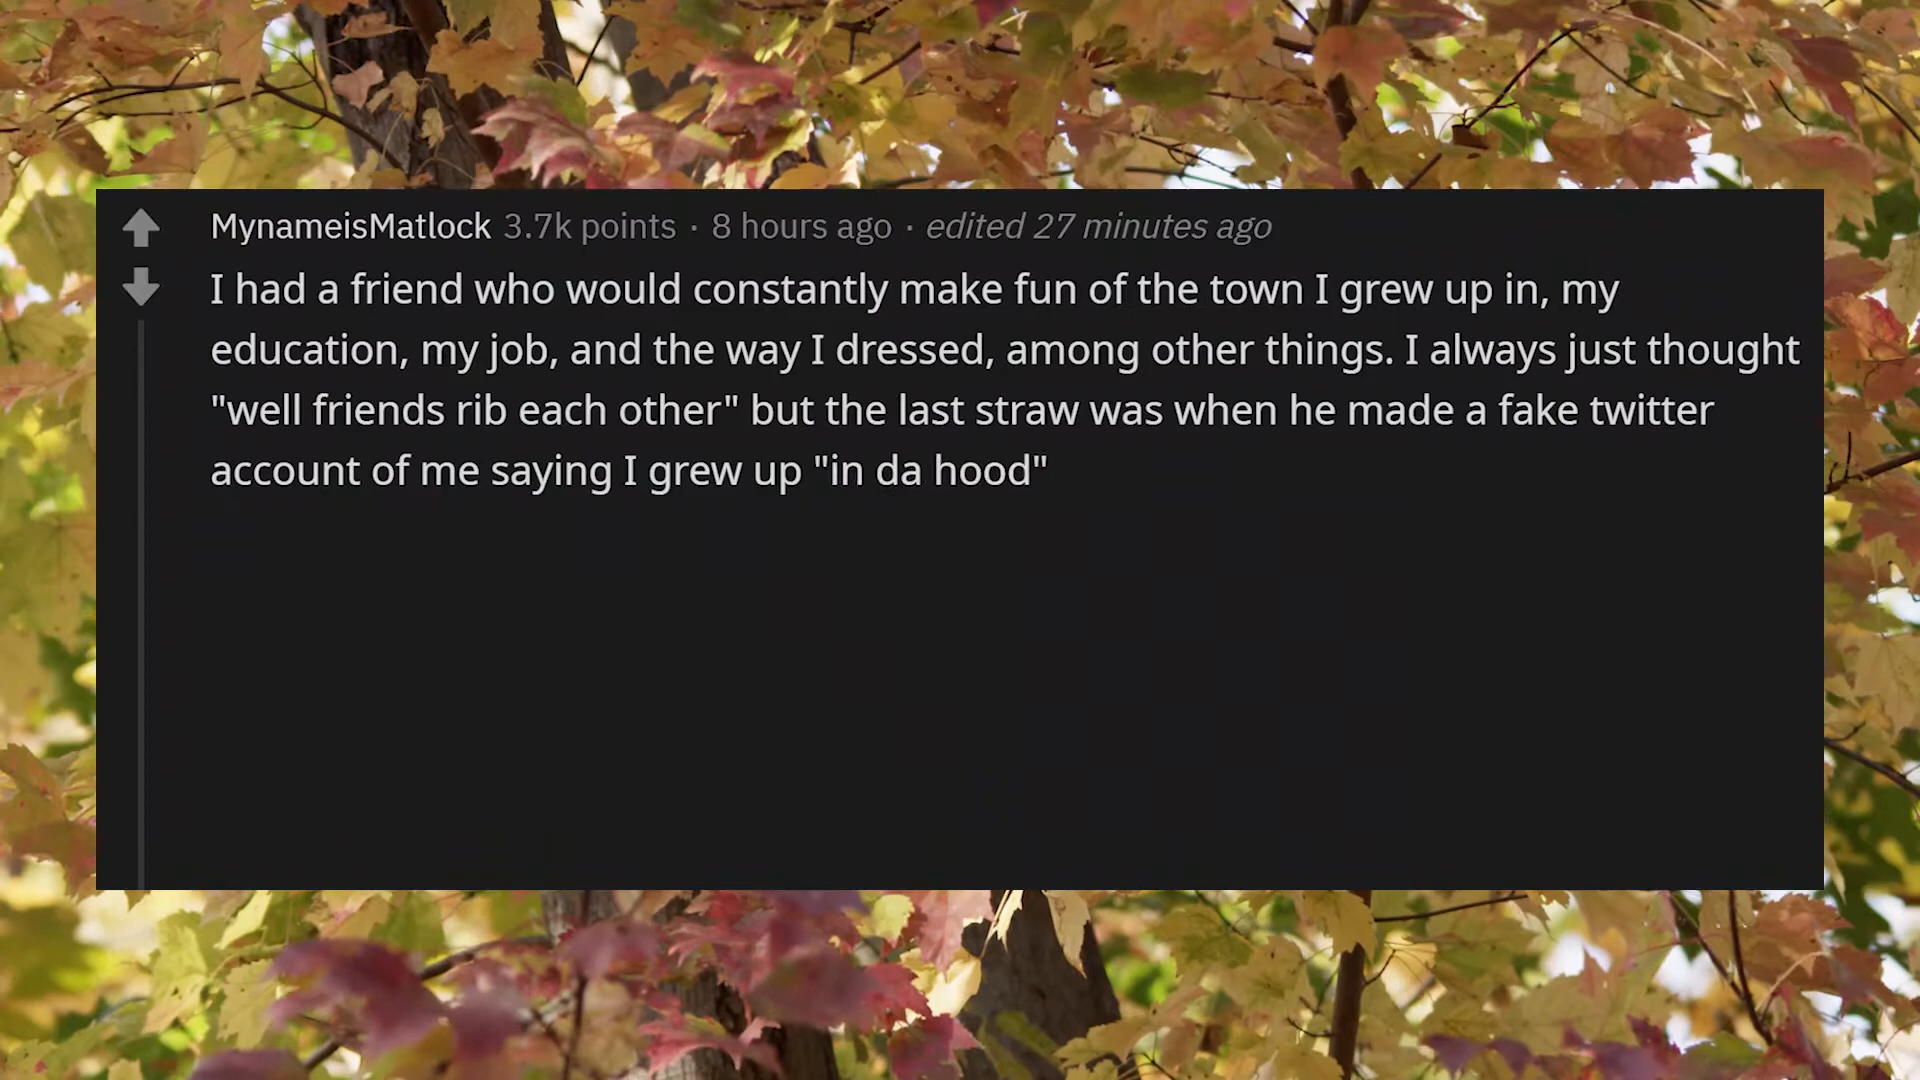 MynameisMatlock 3.7k points · 8 hours ago · edited 27 minutes ago
I had a friend who would constantly make fun of the town I grew up in, my
education, my job, and the way I dressed, among other things. I always just thought
"well friends rib each other" but the last straw was when he made a fake twitter
account of me saying I grew up "in da hood"